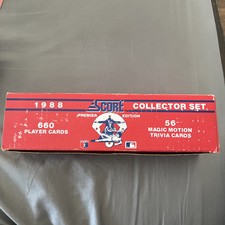 1988 SCORE COLLECTOR SET
PREMIER EDITION
660
PLAYER CARDS
56
MAGIC MOTION
TRIVIA CARDS